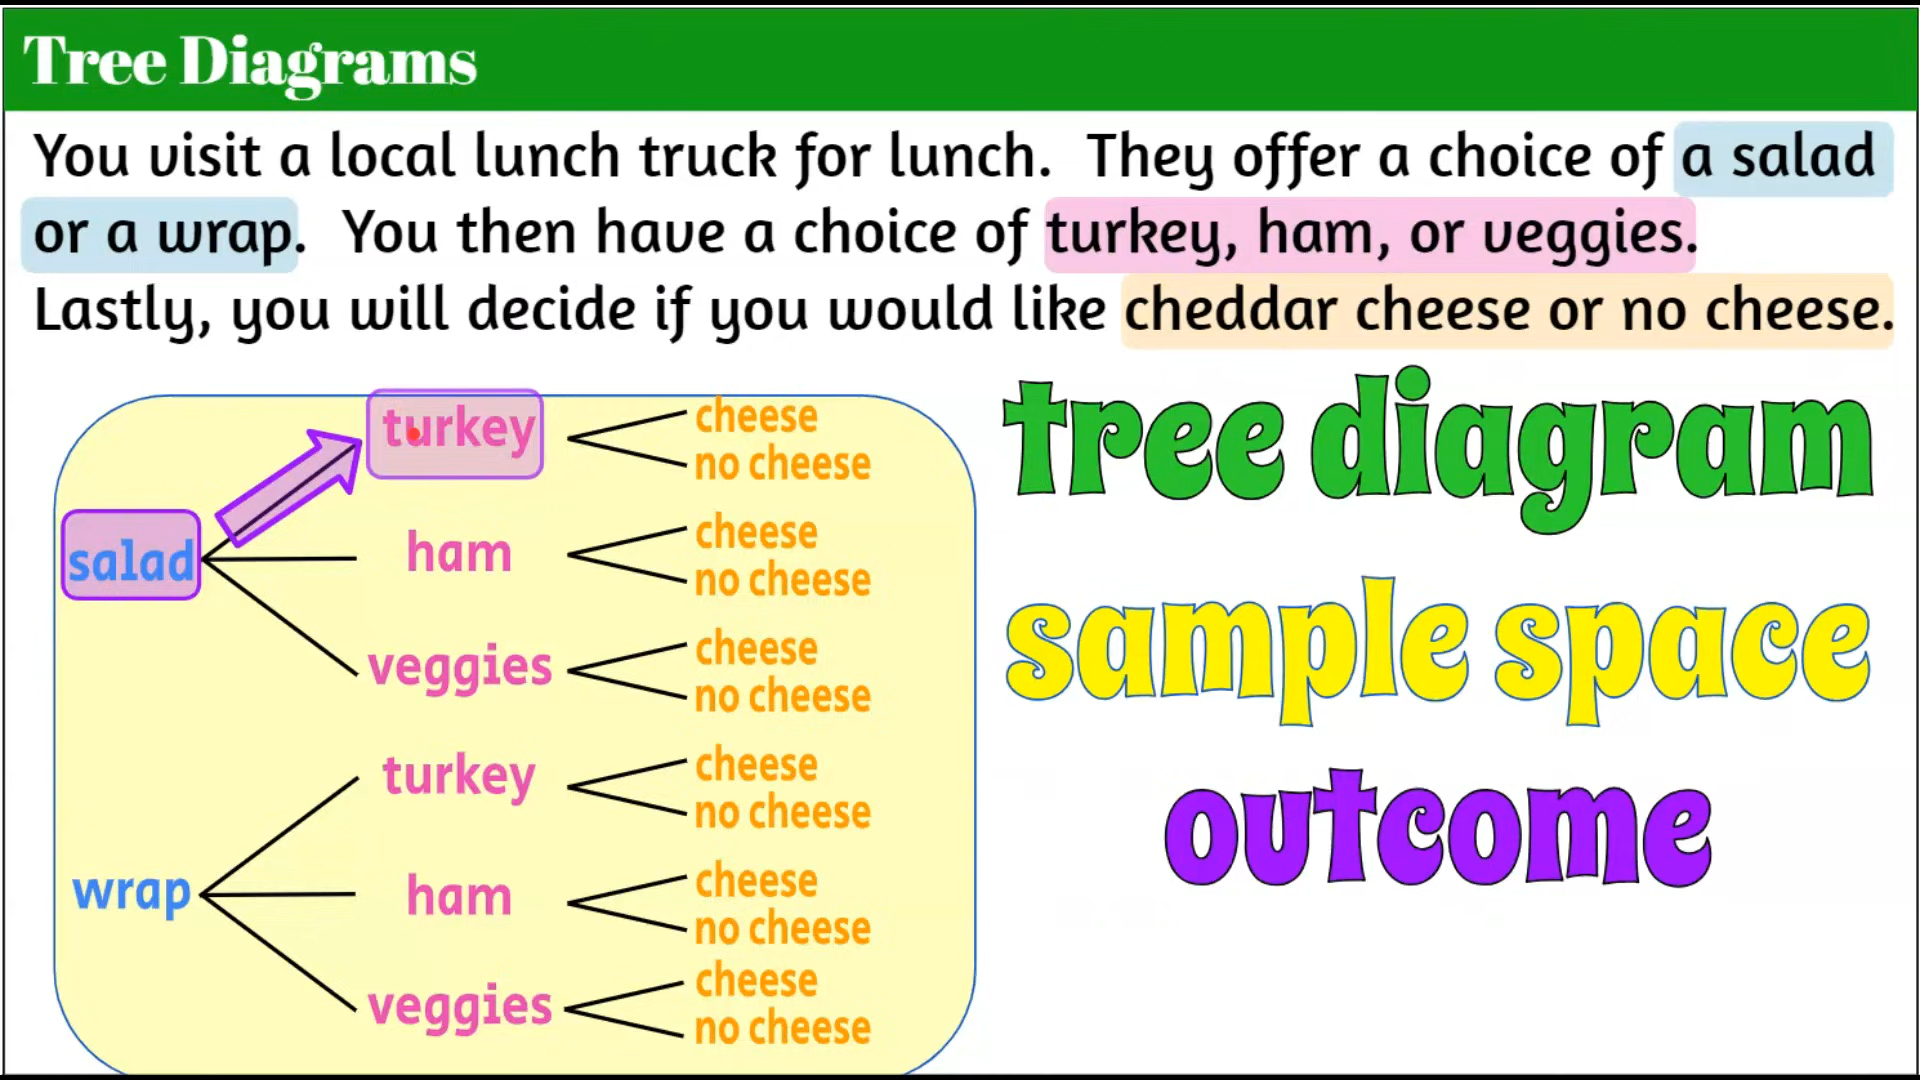 Tree Diagrams
You visit a local lunch truck for lunch. They offer a choice of a salad
or a wrap. You then have a choice of turkey, ham, or veggies.
Lastly, you will decide if you would like cheddar cheese or no cheese.
salad
turkey
cheese
no cheese
ham
cheese
no cheese
veggies
cheese
no cheese
wrap
turkey
cheese
no cheese
ham
cheese
no cheese
veggies
cheese
no cheese
tree diagram
sample space
outcome